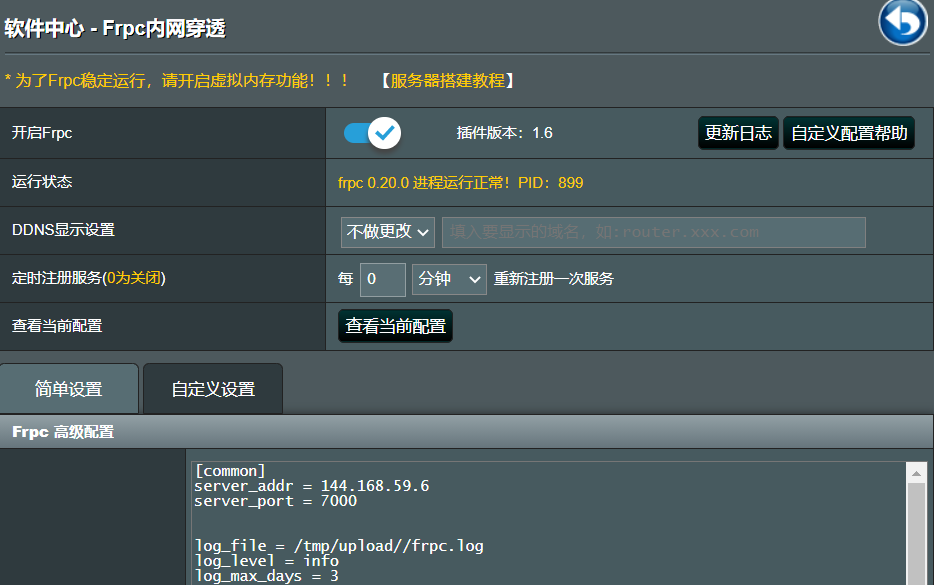 软件中心 - Frpc内网穿透
* 为了Frpc稳定运行，请开启虚拟内存功能！！！ 【服务器搭建教程】
开启Frpc 插件版本：1.6 更新日志 自定义配置帮助
运行状态 frpc 0.20.0 进程运行正常！PID：899
DDNS显示设置 不做更改 填入要显示的域名，如:router.xxx.com
定时注册服务(0为关闭) 每 0 分钟 重新注册一次服务
查看当前配置 查看当前配置
简单设置 自定义设置
Frpc 高级配置
[common]
server_addr = 144.168.59.6
server_port = 7000
log_file = /tmp/upload//frpc.log
log_level = info
log_max_days = 3